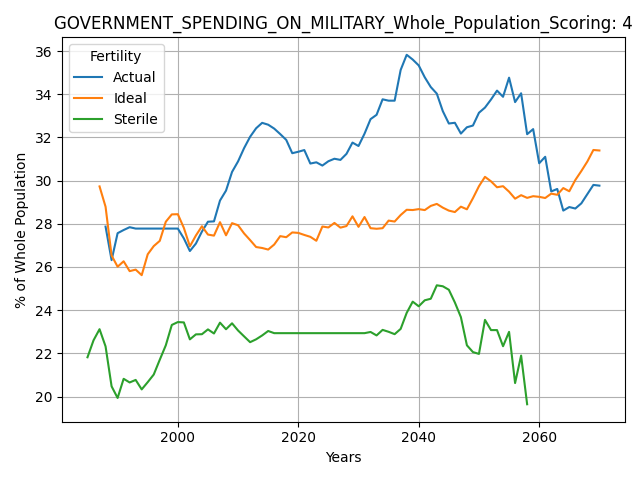 GOVERNMENT_SPENDING_ON_MILITARY_Whole_Population_Scoring: 4
Fertility
Actual
Ideal
Sterile
% of Whole Population
36
34
32
30
28
26
24
22
20
2000 2020 2040 2060
Years